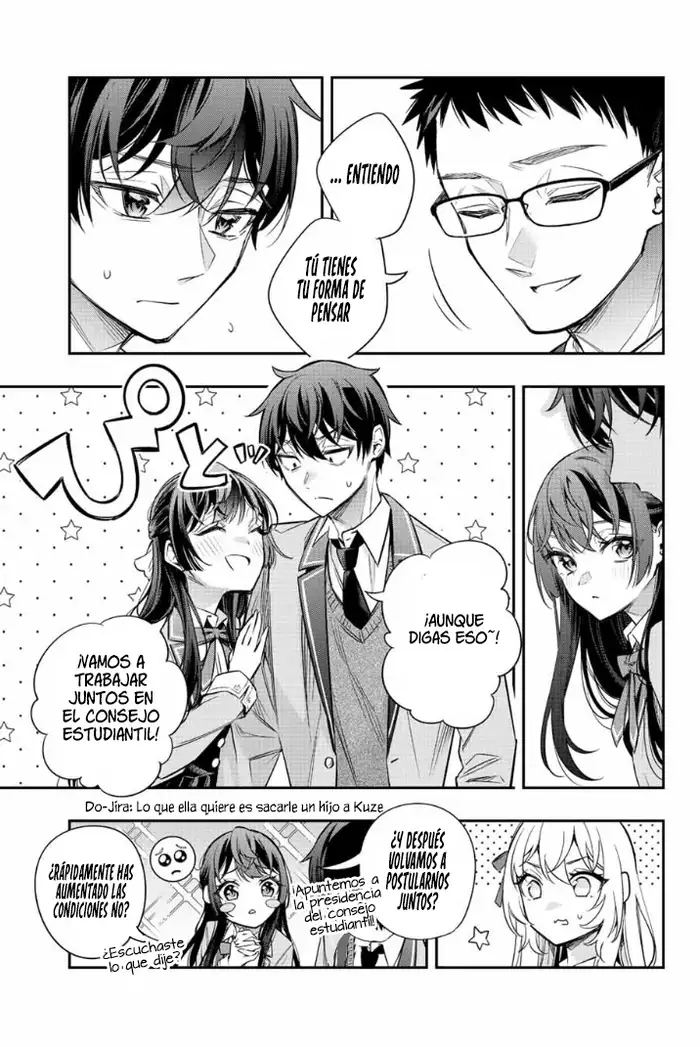 ... ENTIENDO
TÚ TIENES
TU FORMA DE
PENSAR
ぴとッ
¡AUNQUE
DIGAS ESO~!
¡VAMOS A
TRABAJAR
JUNTOS EN
EL CONSEJO
ESTUDIANTIL!
Do-Jira: Lo que ella quiere es sacarle un hijo a Kuze
¿Y DESPUÉS
VOLVAMOS A
POSTULARNOS
JUNTOS?
¡Apuntemos a
la presidencia
del consejo
estudiantil!
¿RÁPIDAMENTE HAS
AUMENTADO LAS
CONDICIONES NO?
¿Escuchaste
lo que dije?